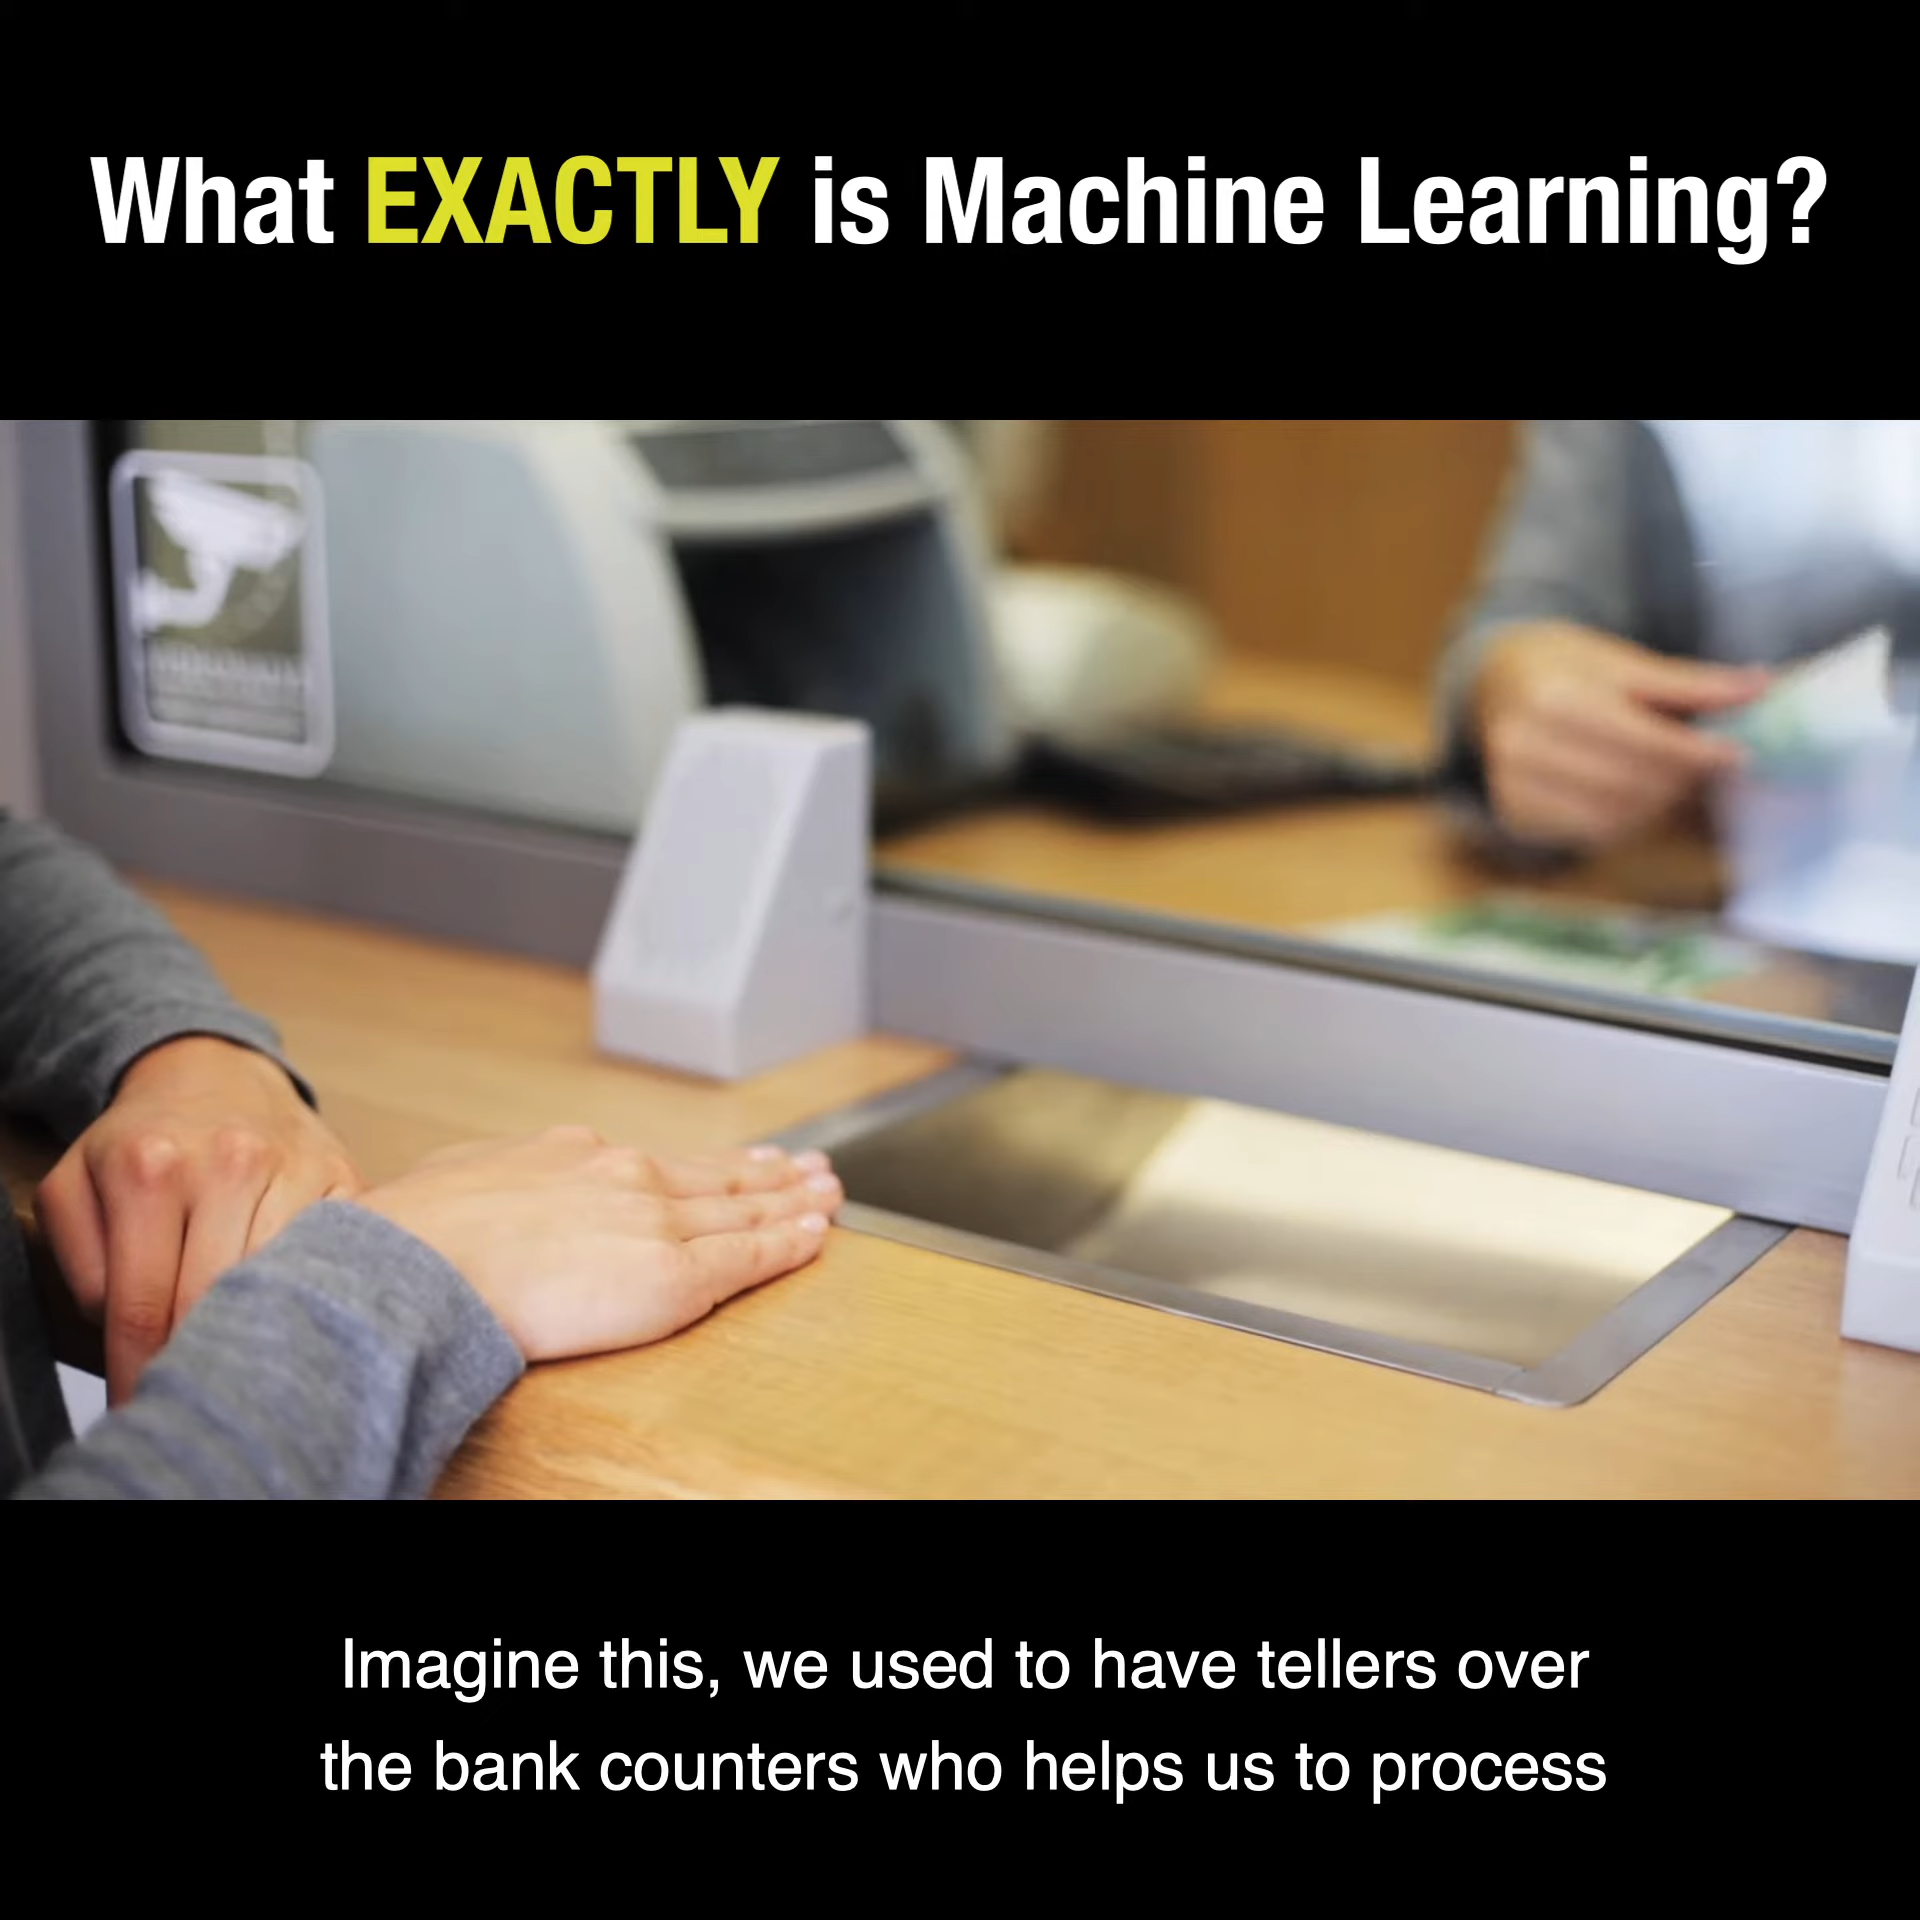 What EXACTLY is Machine Learning?
Imagine this, we used to have tellers over
the bank counters who helps us to process